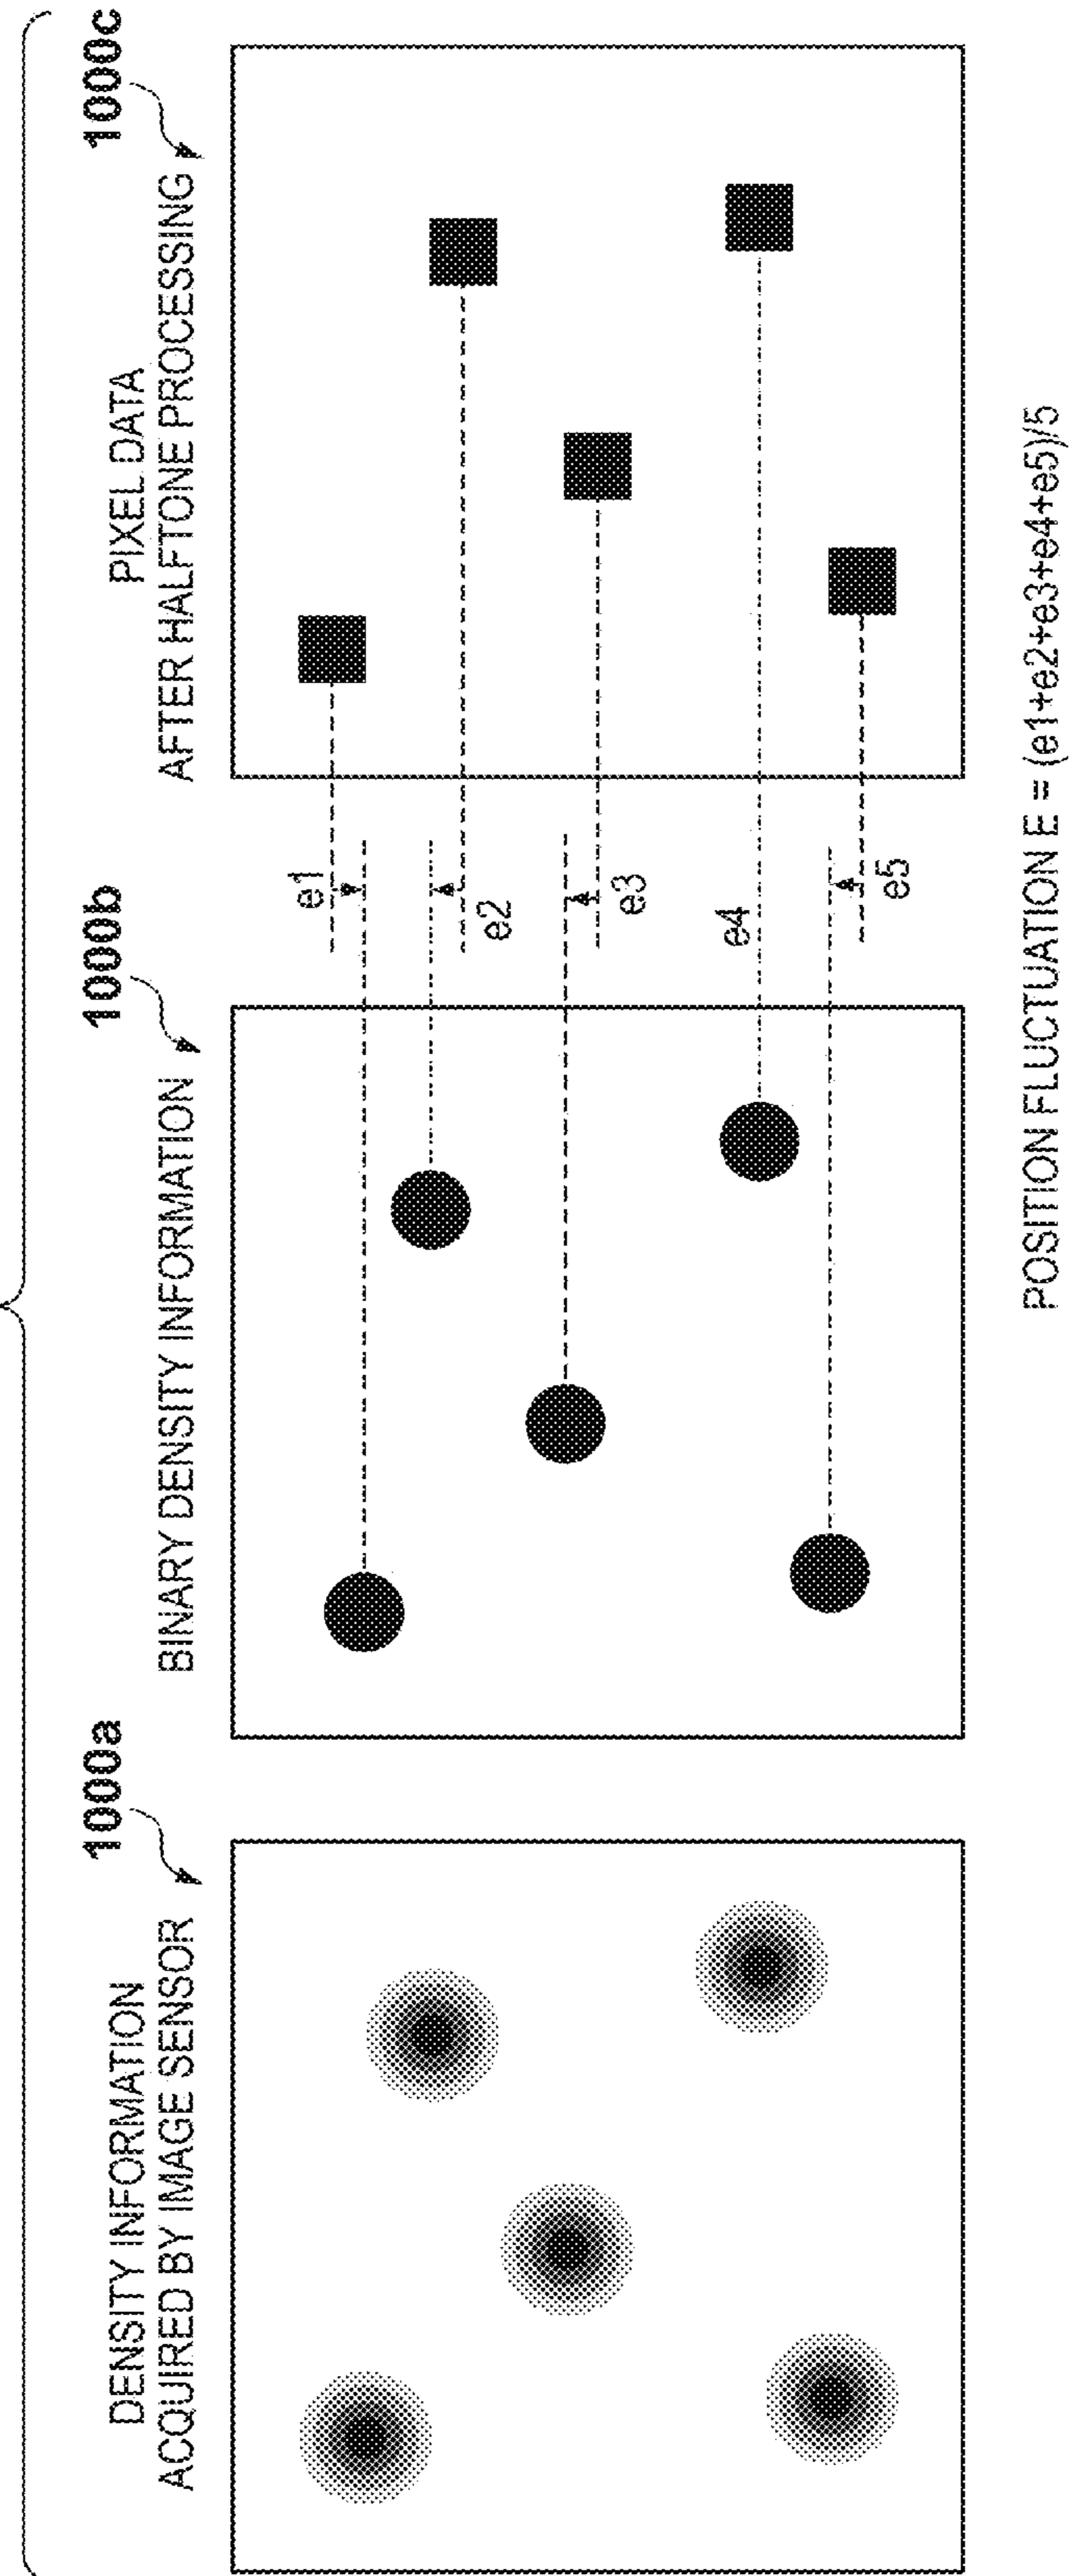 1000a
DENSITY INFORMATION
ACQUIRED BY IMAGE SENSOR
1000b
BINARY DENSITY INFORMATION
1000c
PIXEL DATA
AFTER HALFTONE PROCESSING
e1
e2
e3
e4
e5
POSITION FLUCTUATION E = (e1+e2+e3+e4+e5)/5